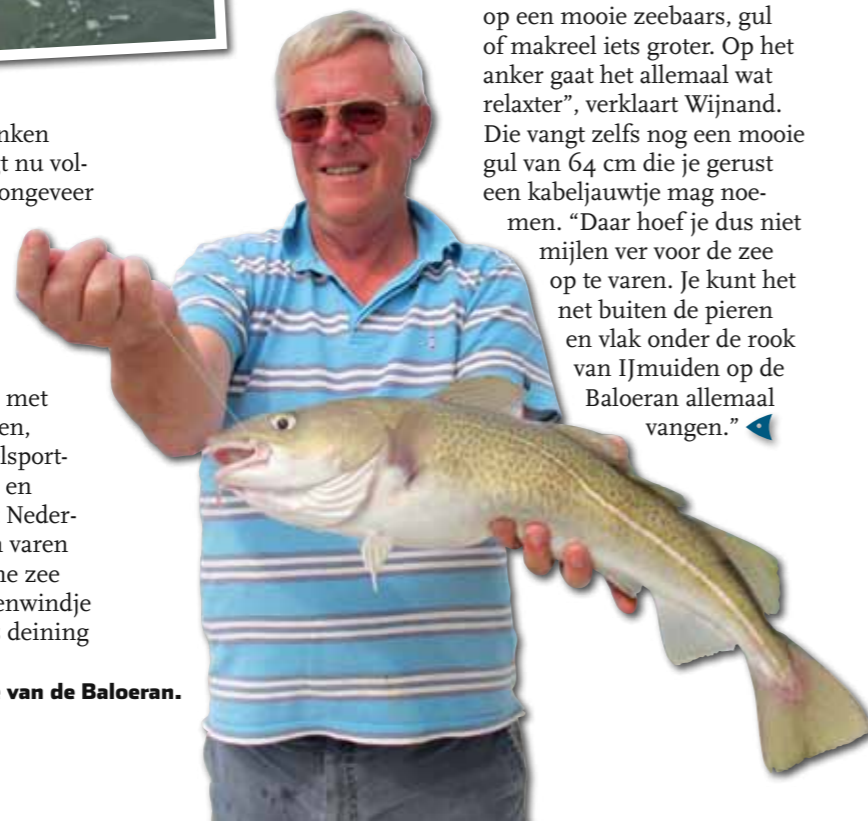 nken
t nu vol-
ongeveer
met
en,
lsport-
en
Neder-
n varen
ne zee
enwindje
deining
van de Baloeran.
op een mooie zeebaars, gul
of makreel iets groter. Op het
anker gaat het allemaal wat
relaxter”, verklaart Wijnand.
Die vangt zelfs nog een mooie
gul van 64 cm die je gerust
een kabeljauwtje mag noe-
men. “Daar hoef je dus niet
mijlen ver voor de zee
op te varen. Je kunt het
net buiten de pieren
en vlak onder de rook
van IJmuiden op de
Baloeran allemaal
vangen.”